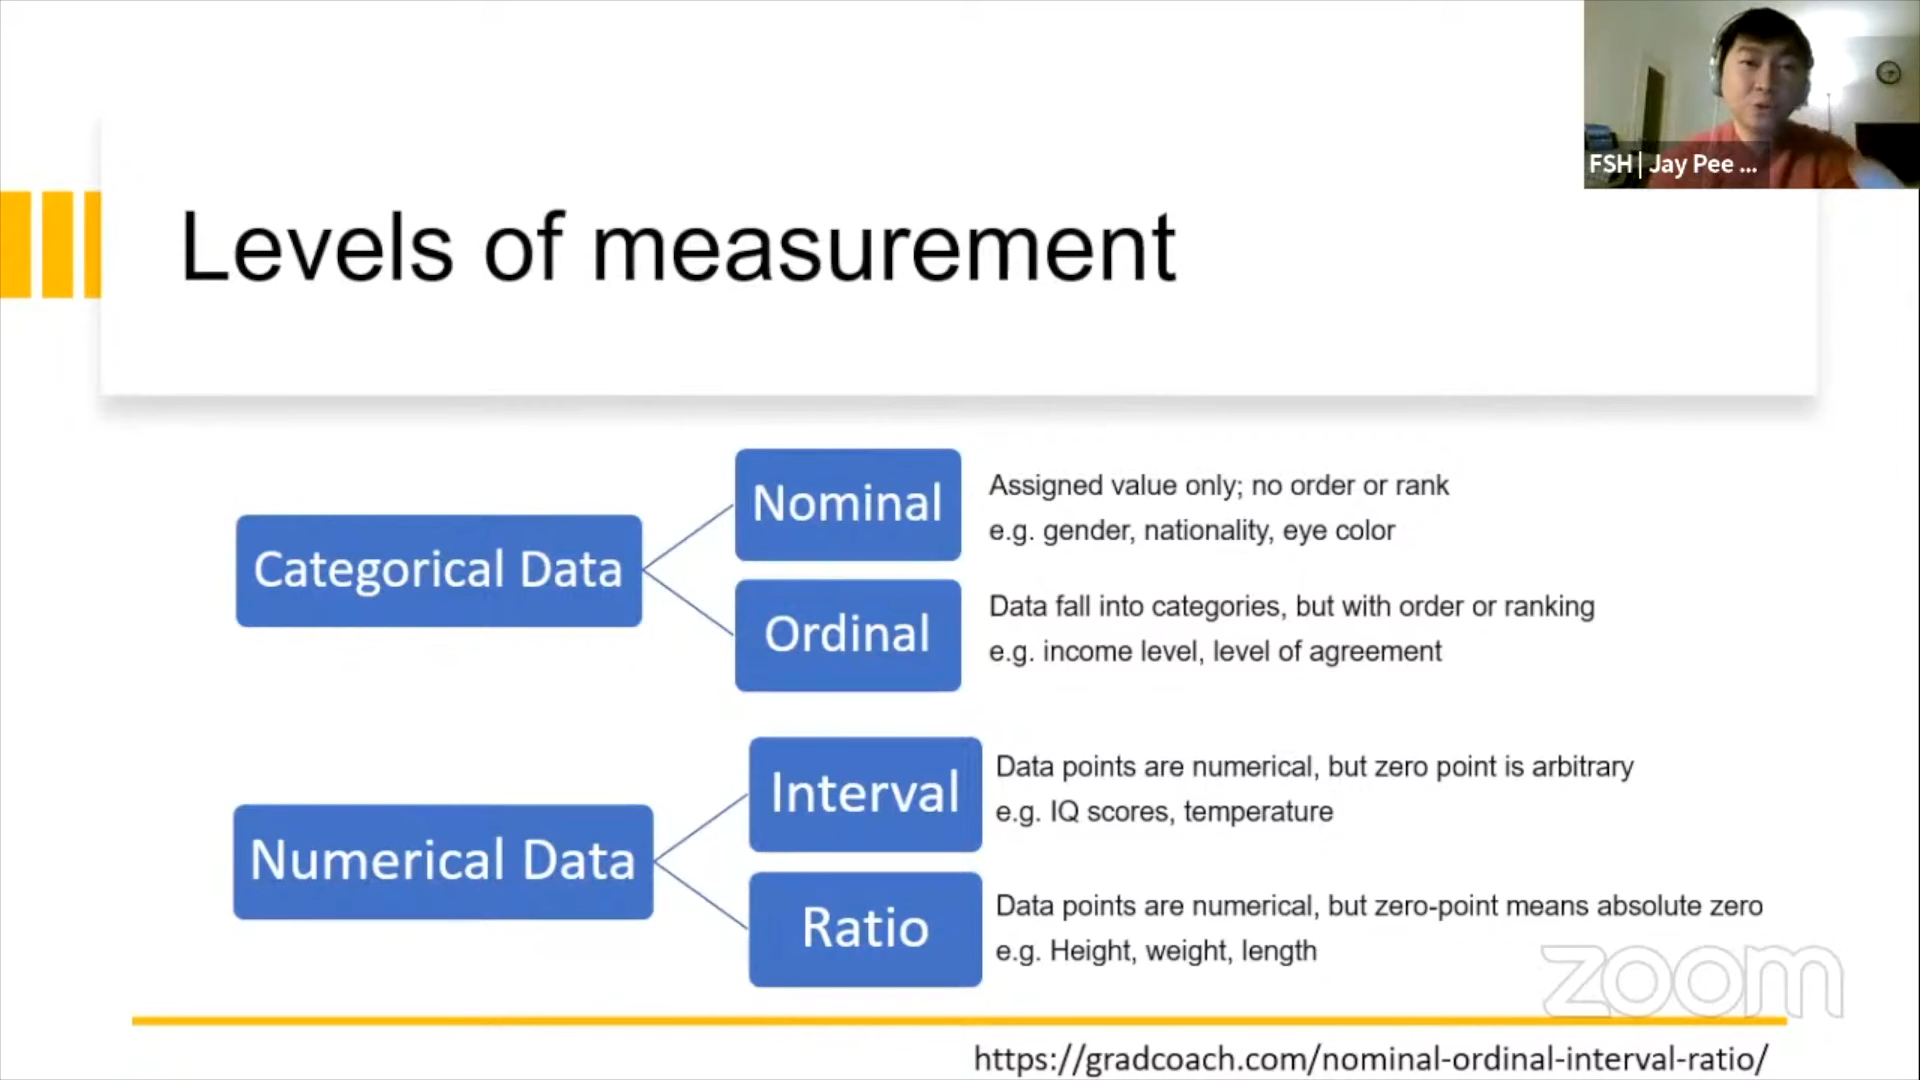 FSH | Jay Pee ...
Levels of measurement
Categorical Data
Nominal
Assigned value only; no order or rank
e.g. gender, nationality, eye color
Ordinal
Data fall into categories, but with order or ranking
e.g. income level, level of agreement
Numerical Data
Interval
Data points are numerical, but zero point is arbitrary
e.g. IQ scores, temperature
Ratio
Data points are numerical, but zero-point means absolute zero
e.g. Height, weight, length
zoom
https://gradcoach.com/nominal-ordinal-interval-ratio/